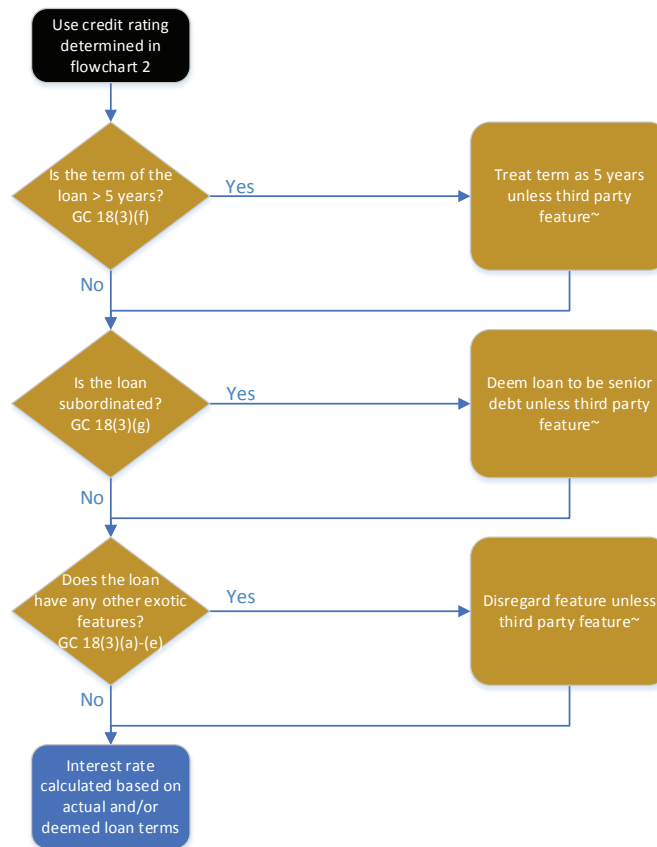 Use credit rating
determined in
flowchart 2
Is the term of the
loan > 5 years?
GC 18(3)(f)
Yes
Treat term as 5 years
unless third party
feature~
No
Is the loan
subordinated?
GC 18(3)(g)
Yes
Deem loan to be senior
debt unless third party
feature~
No
Does the loan
have any other exotic
features?
GC 18(3)(a)-(e)
Yes
Disregard feature unless
third party feature~
No
Interest rate
calculated based on
actual and/or
deemed loan terms